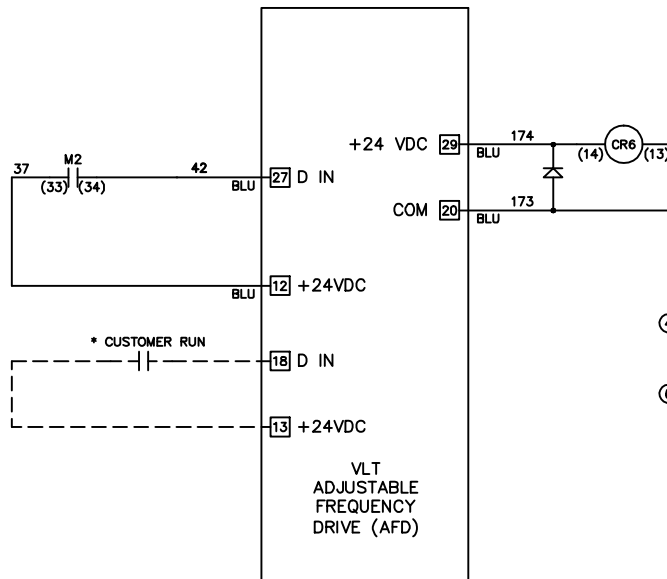 +24 VDC 29 174 BLU (14) CR6 (13)
37 M2 (33) (34) 42 BLU 27 D IN
COM 20 173 BLU
BLU 12 +24VDC
* CUSTOMER RUN
18 D IN
13 +24VDC
VLT
ADJUSTABLE
FREQUENCY
DRIVE (AFD)